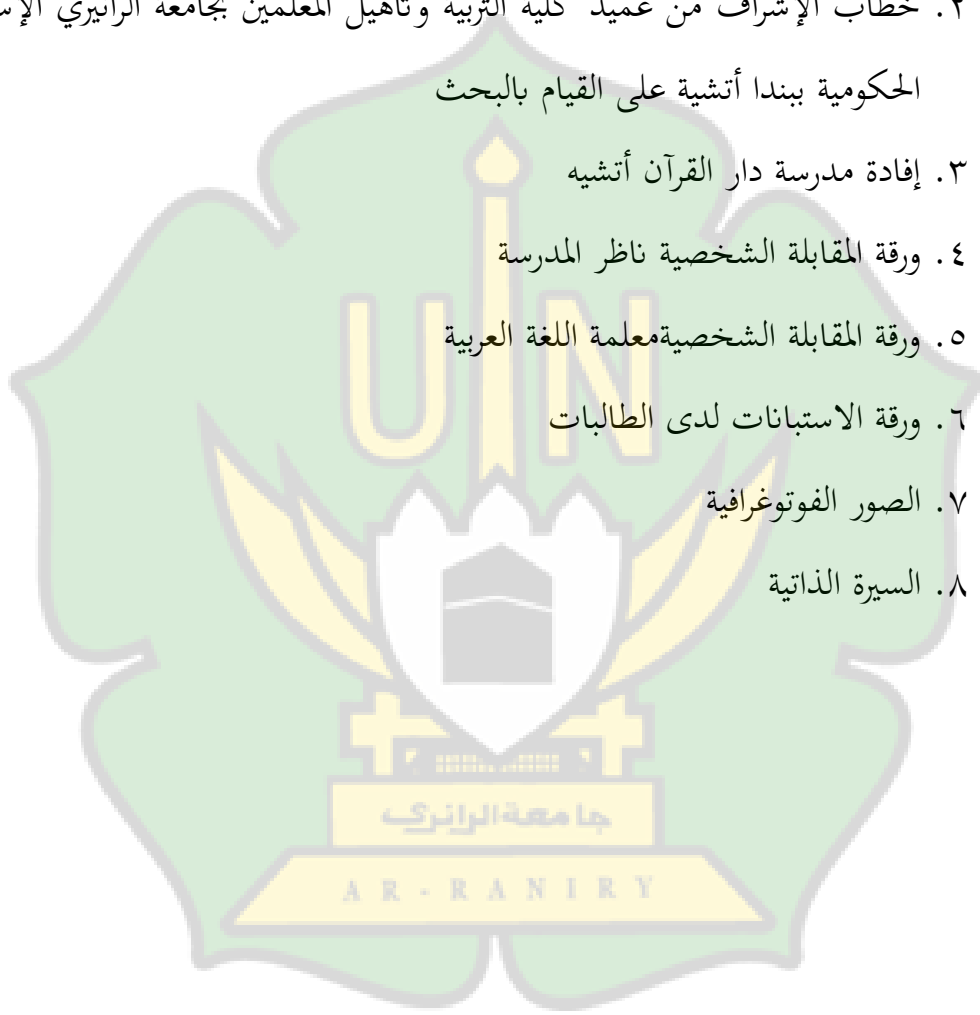 ٢. خطاب الإشراف من عميد كلية التربية وتأهيل المعلمين بجامعة الرانيري
الحكومية ببندا أتشية على القيام بالبحث
٣. إفادة مدرسة دار القرآن أتشيه
٤. ورقة المقابلة الشخصية ناظر المدرسة
٥. ورقة المقابلة الشخصيةمعلمة اللغة العربية
٦. ورقة الاستبانات لدى الطالبات
٧. الصور الفوتوغرافية
٨. السيرة الذاتية
UIN
جامعة الرانري
AR-RANIRY